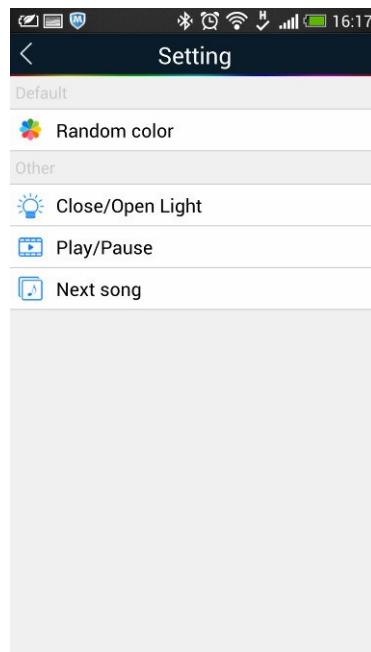 H 16:17
Setting
Default
Random color
Other
Close/Open Light
Play/Pause
Next song